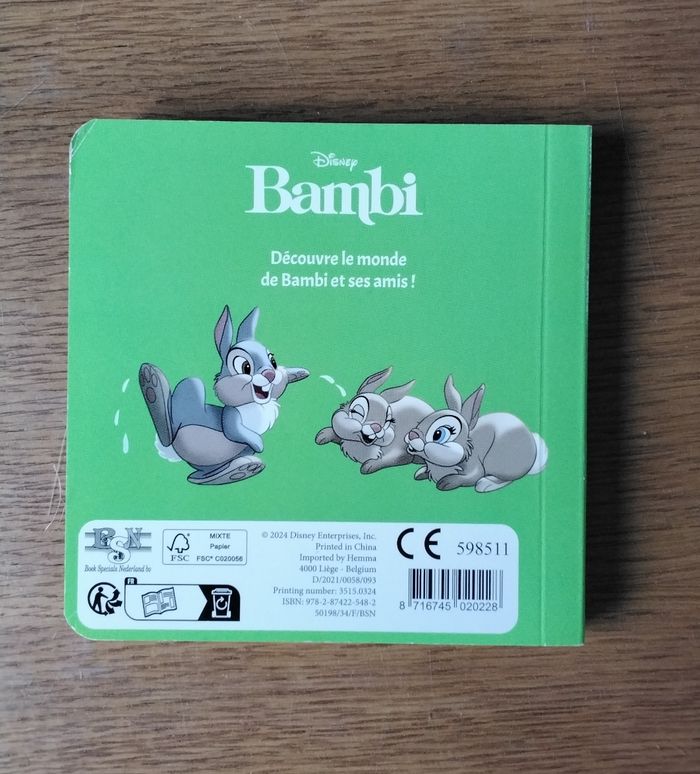 Disney
Bambi
Découvre le monde
de Bambi et ses amis !
BSN
Book Specials Nederland bv
FSC
MIXTE
Papier
FSC® C020056
FR
© 2024 Disney Enterprises, Inc.
Printed in China
Imported by Hemma
4000 Liège - Belgium
D/2021/0058/093
Printing number: 3515.0324
ISBN: 978-2-87422-548-2
50198/34/F/BSN
CE 598511
8 716745 020228